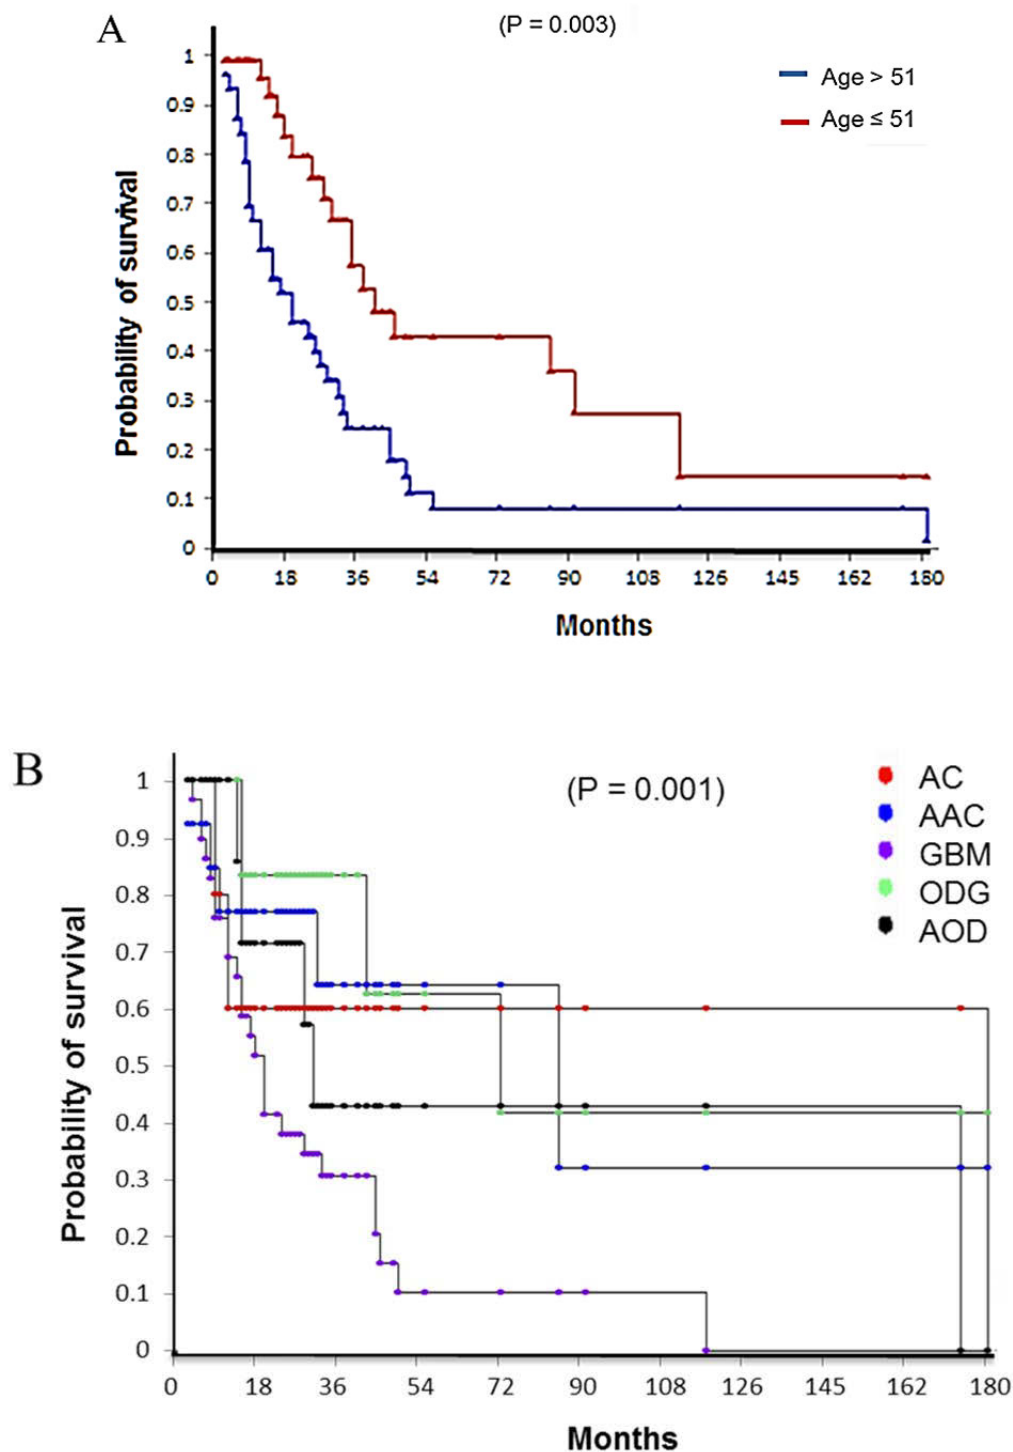 A
(P = 0.003)
Age > 51
Age ≤ 51
Probability of survival
1
0.9
0.8
0.7
0.6
0.5
0.4
0.3
0.2
0.1
0
0 18 36 54 72 90 108 126 145 162 180
Months
B
(P = 0.001)
AC
AAC
GBM
ODG
AOD
Probability of survival
1
0.9
0.8
0.7
0.6
0.5
0.4
0.3
0.2
0.1
0
0 18 36 54 72 90 108 126 145 162 180
Months